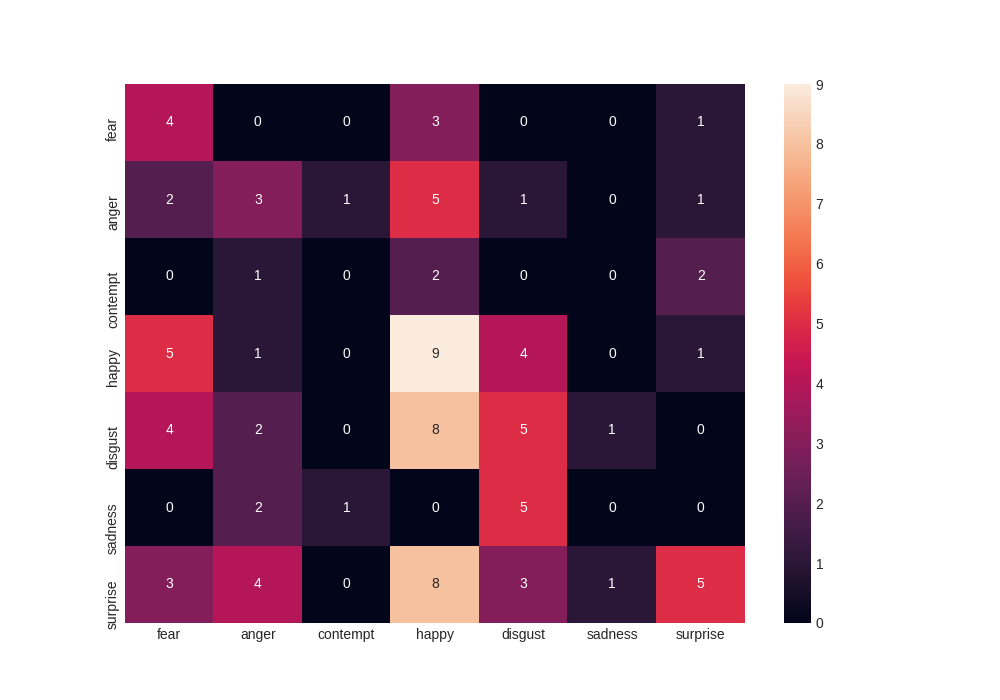 9
fear 4 0 0 3 0 0 1
8
anger 2 3 1 5 1 0 1
7
contempt 0 1 0 2 0 0 2
6
happy 5 1 0 9 4 0 1
5
4
disgust 4 2 0 8 5 1 0
3
sadness 0 2 1 0 5 0 0
2
surprise 3 4 0 8 3 1 5
1
0
fear anger contempt happy disgust sadness surprise